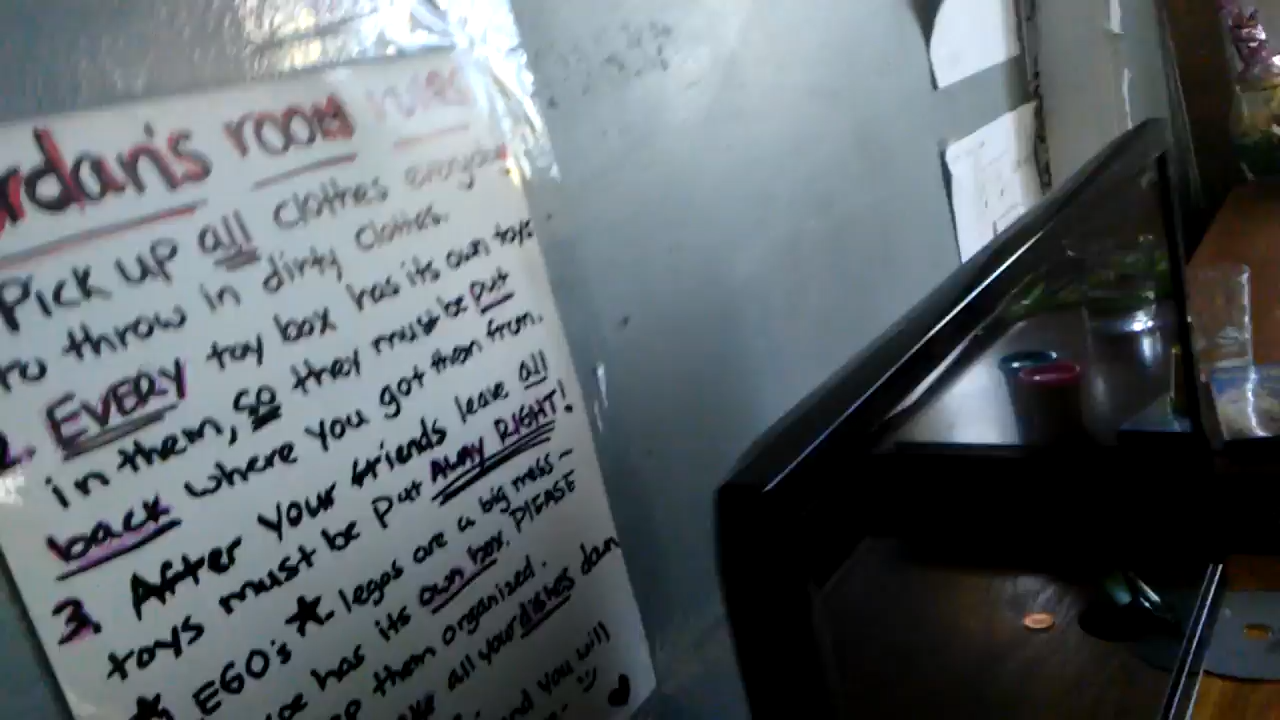 rdan's room rules
Pick up all clothes everyday
to throw in dirty clothes.
2. EVERY toy box has its own toys
in them, so they must be put
back where you got them from.
3. After your friends leave all
toys must be put AWAY RIGHT!
★ LEGO's ★ legos are a big mess~
has its own box. PLEASE
them organized.
all your dishes
and you will